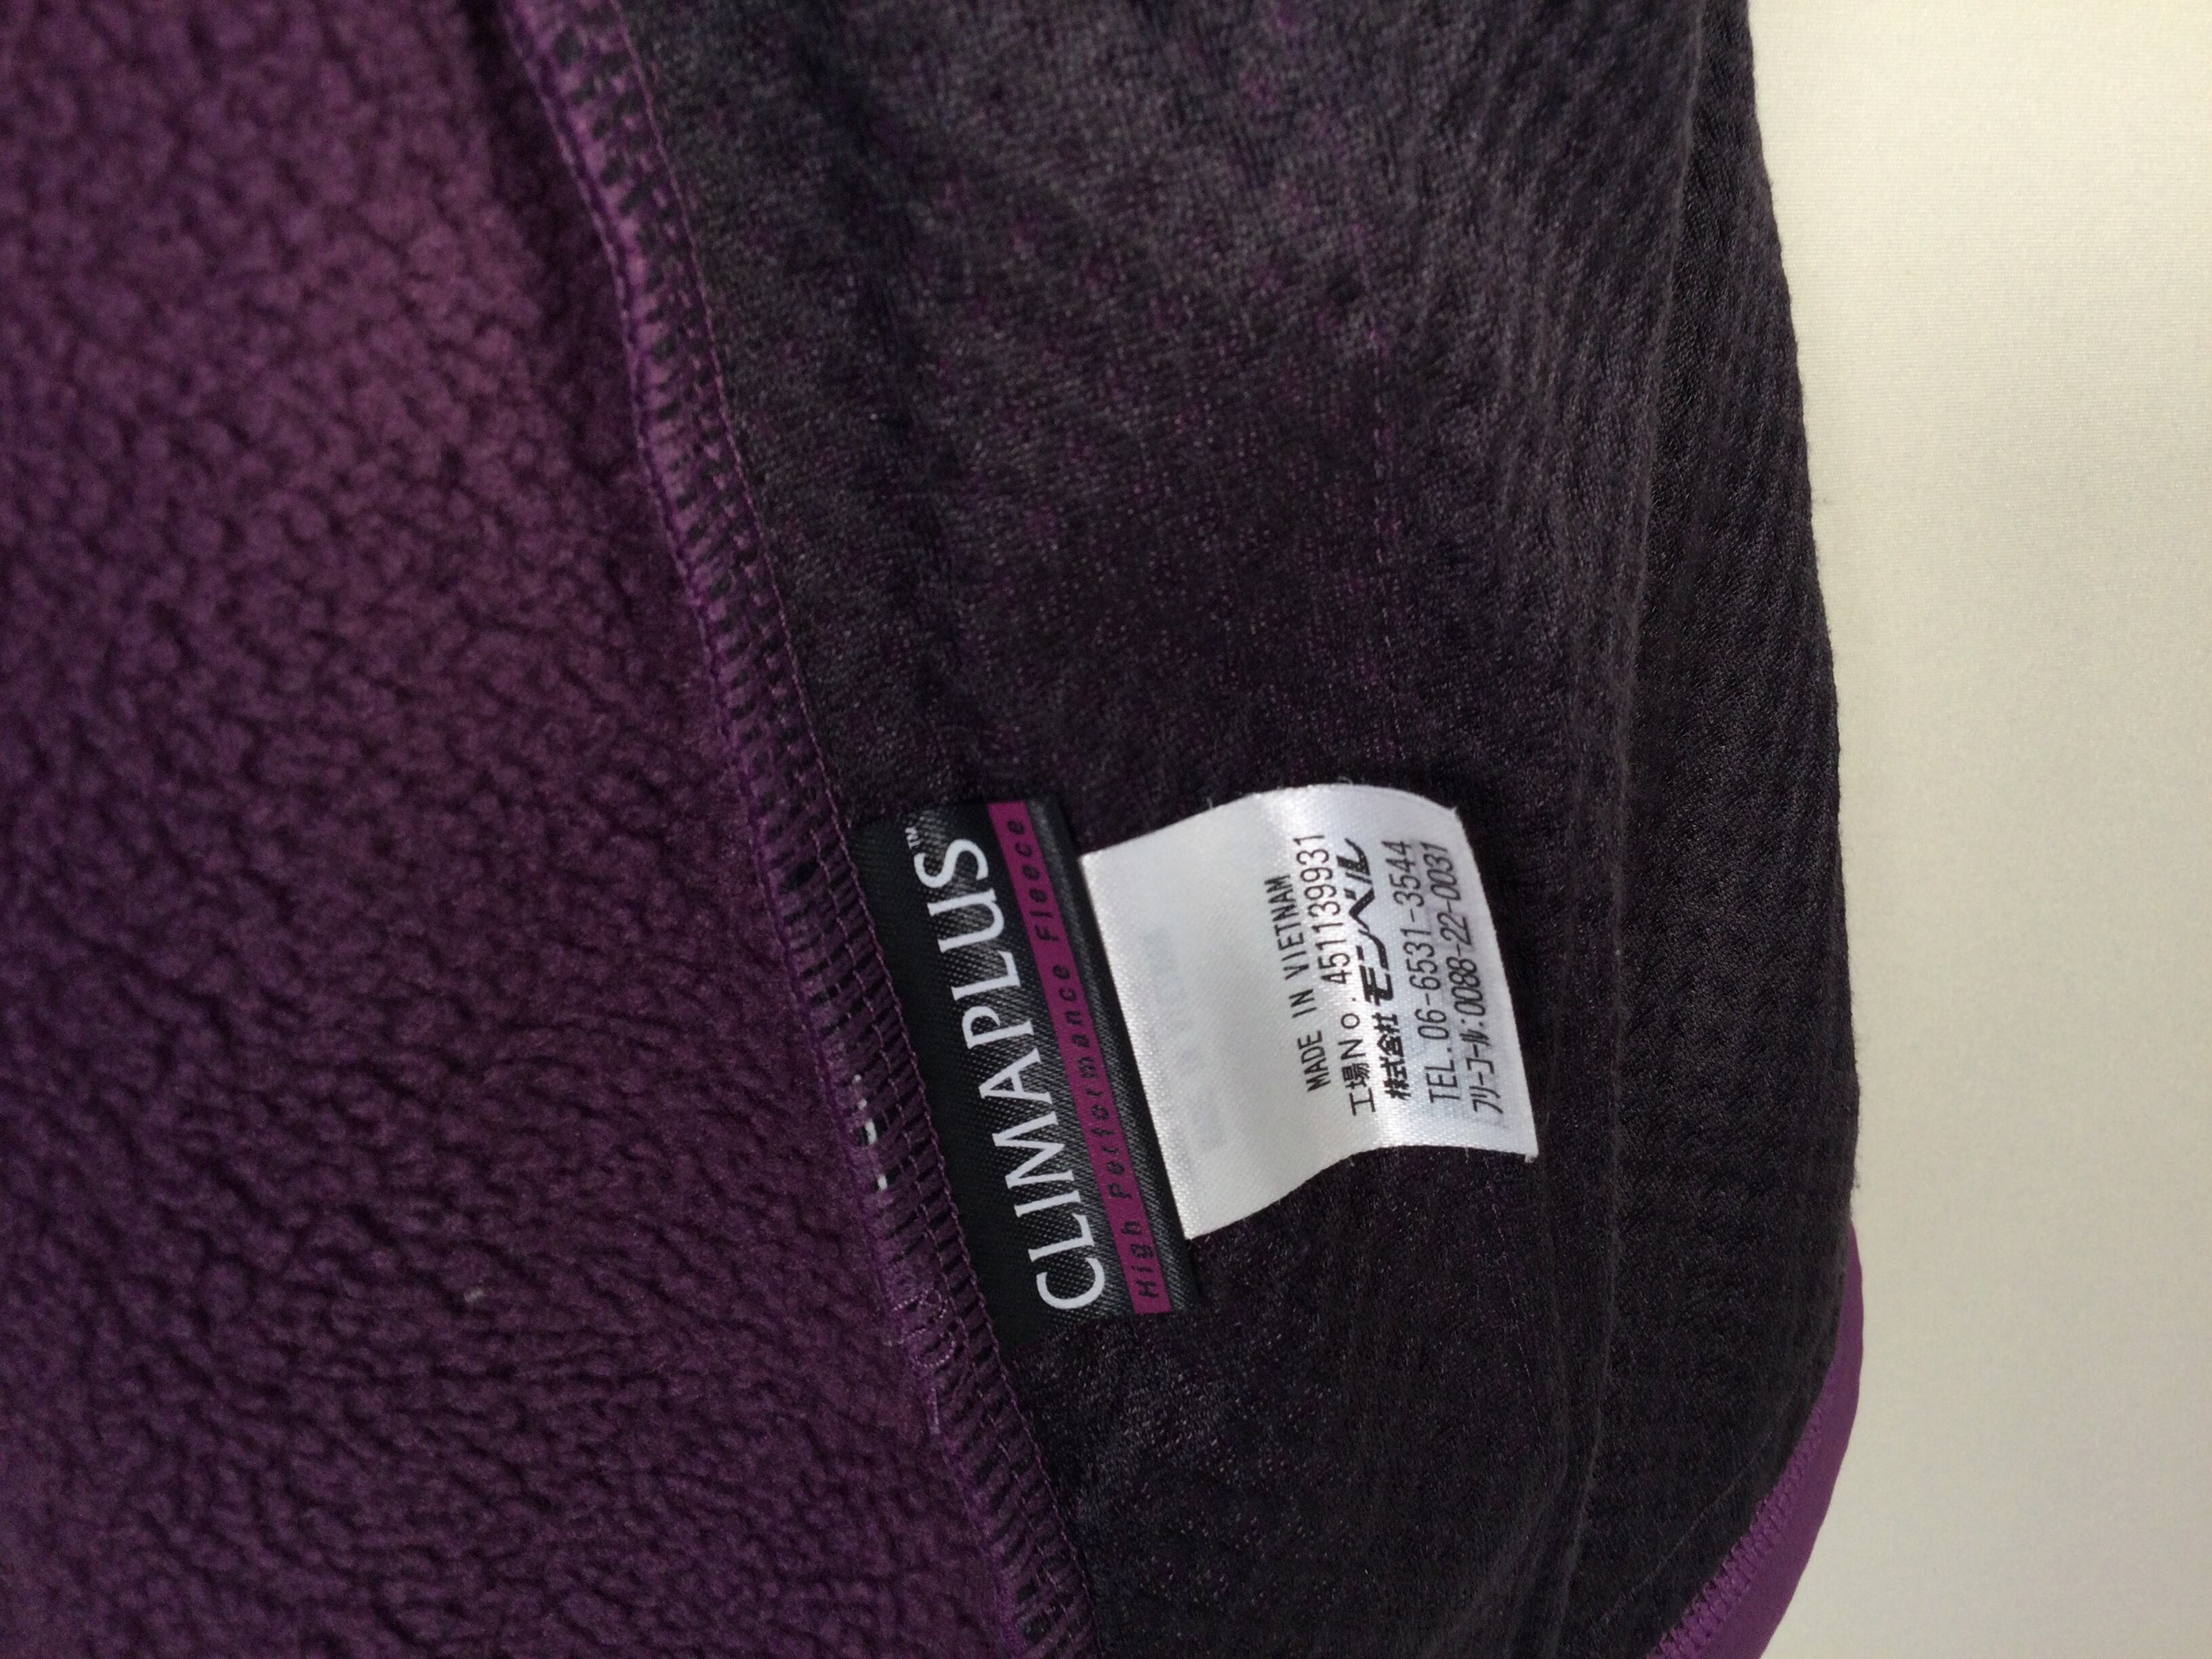 CLIMAPLUS™
High Performance Fleece
MADE IN VIETNAM
工場No. 451139931
株式会社 モンベル
TEL.06-6531-3544
フリーコール:0088-22-0031